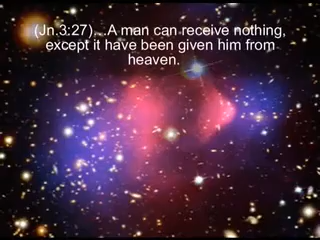 (Jn.3:27)...A man can receive nothing,
except it have been given him from
heaven.